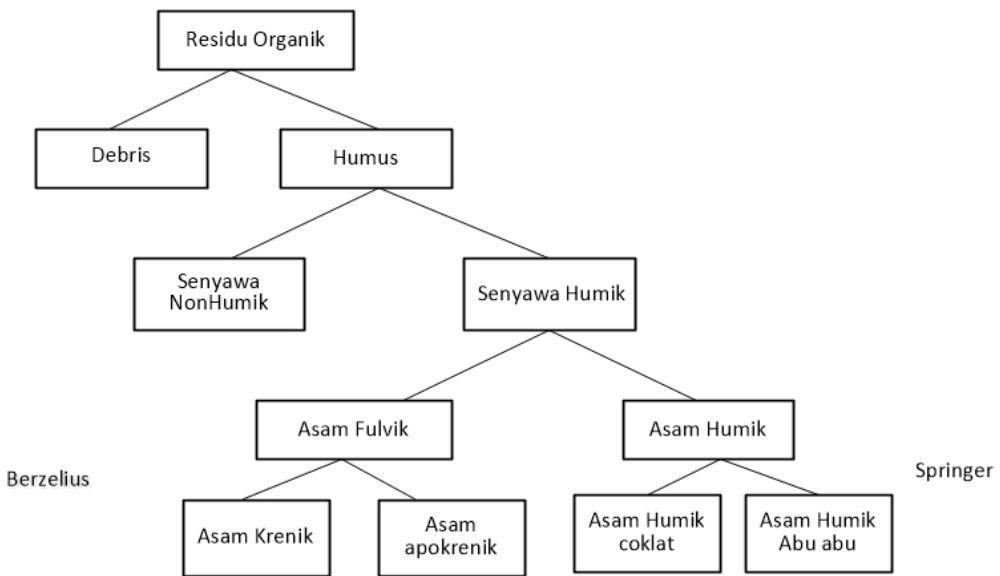 Residu Organik
Debris
Humus
Senyawa
NonHumik
Senyawa Humik
Asam Fulvik
Asam Humik
Berzelius
Springer
Asam Krenik
Asam
apokrenik
Asam Humik
coklat
Asam Humik
Abu abu